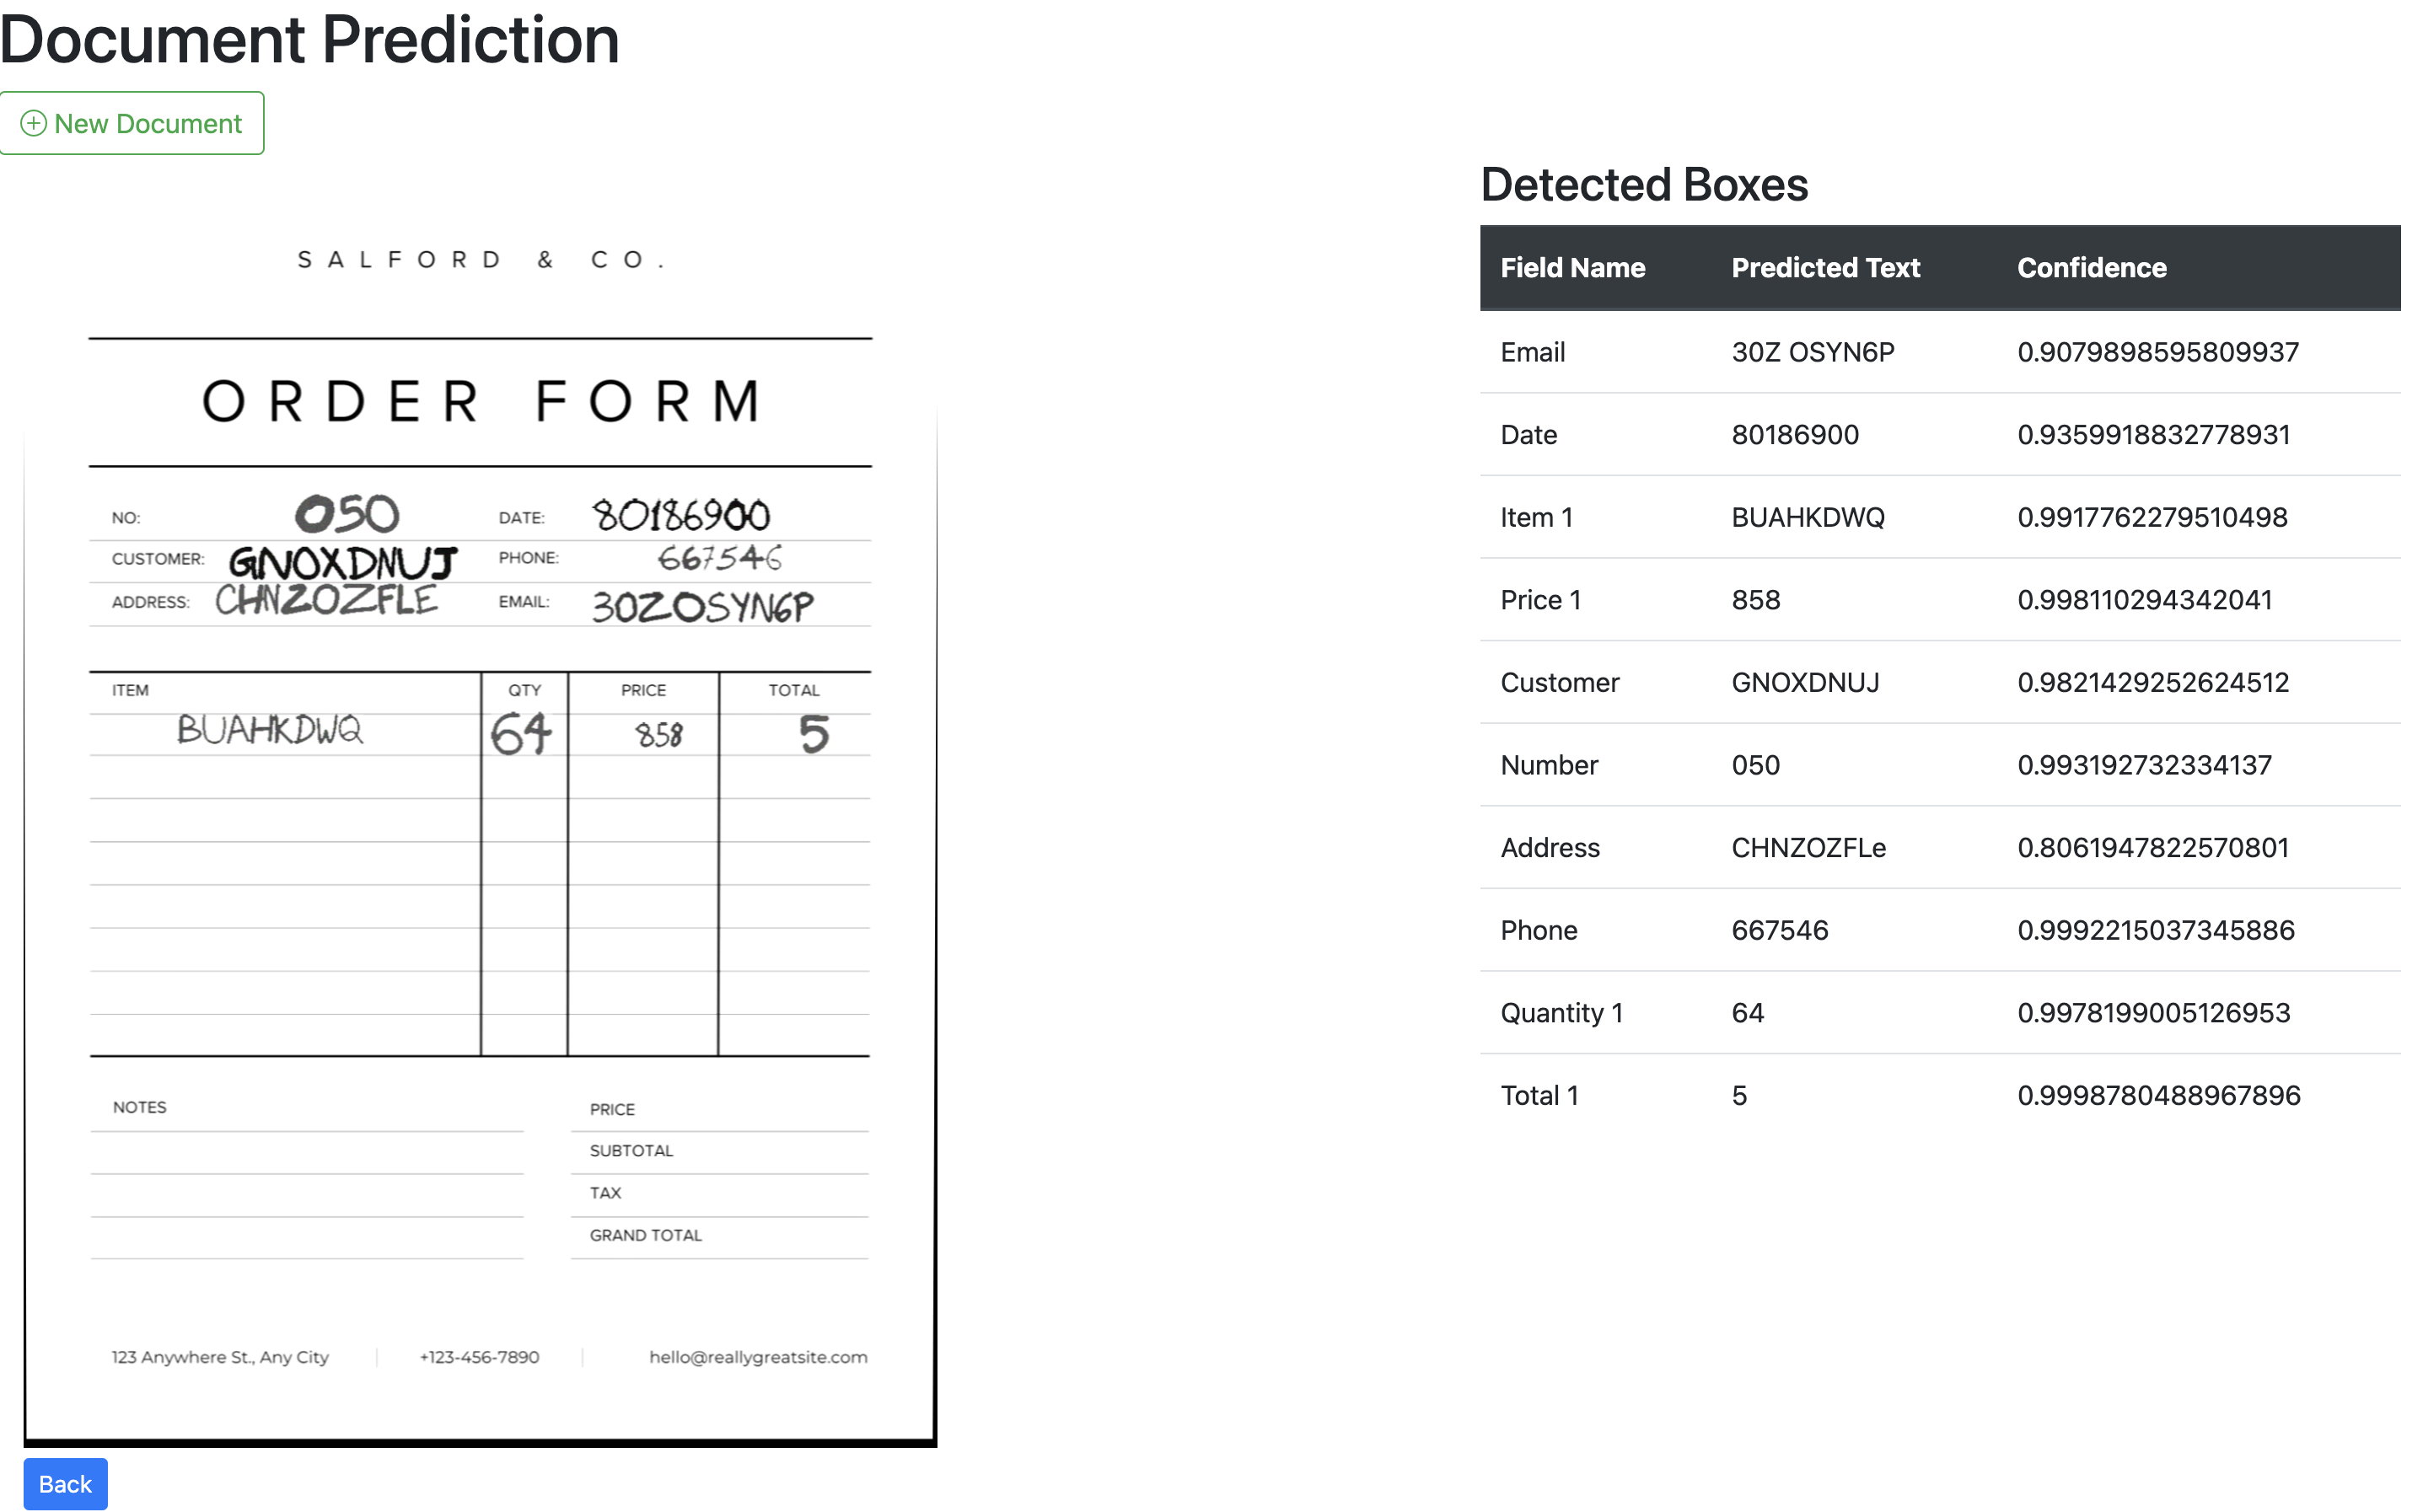 Document Prediction
New Document
SALFORD & CO.
ORDER FORM
NO: 050 DATE: 80186900
CUSTOMER: GNOXDNUJ PHONE: 667546
ADDRESS: CHNZOZFLE EMAIL: 30ZOSYN6P
ITEM QTY PRICE TOTAL
BUAHKDWQ 64 858 5
NOTES PRICE
SUBTOTAL
TAX
GRAND TOTAL
123 Anywhere St., Any City +123-456-7890 hello@reallygreatsite.com
Back
Detected Boxes
Field Name Predicted Text Confidence
Email 30Z OSYN6P 0.9079898595809937
Date 80186900 0.9359918832778931
Item 1 BUAHKDWQ 0.9917762279510498
Price 1 858 0.998110294342041
Customer GNOXDNUJ 0.9821429252624512
Number 050 0.993192732334137
Address CHNZOZFLe 0.8061947822570801
Phone 667546 0.9992215037345886
Quantity 1 64 0.9978199005126953
Total 1 5 0.9998780488967896